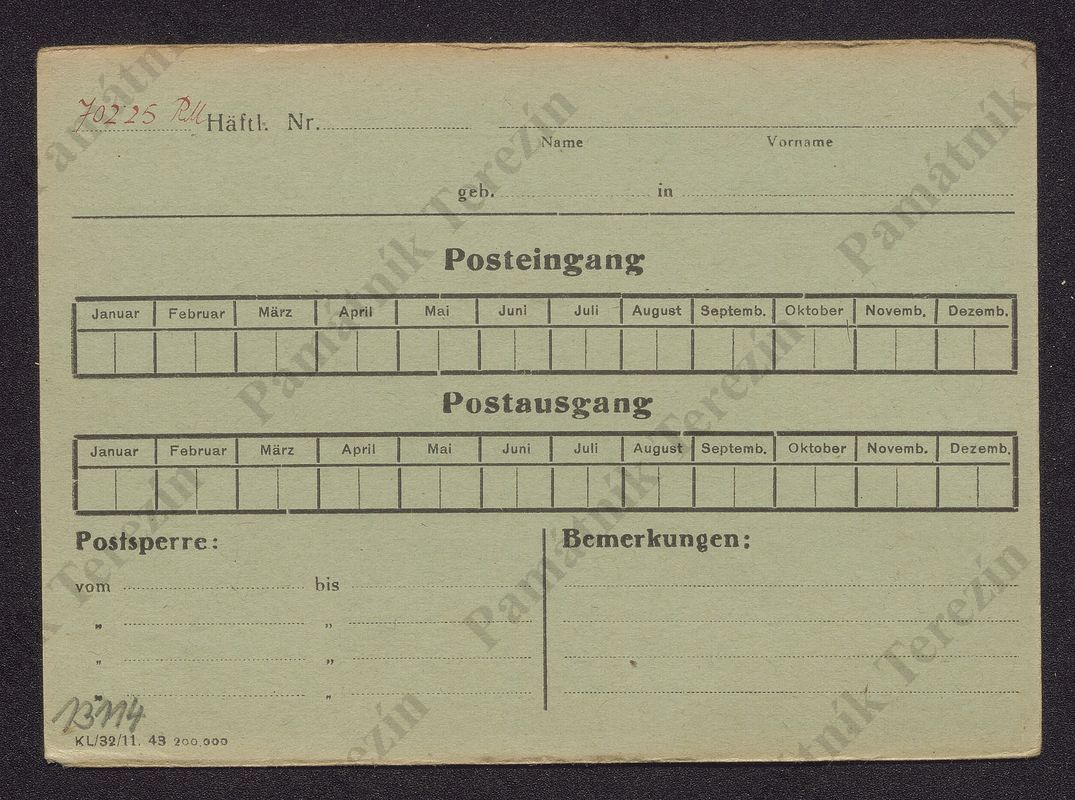 70225 RM Häftl. Nr.
Name Vorname
geb. in
Posteingang
Januar Februar März April Mai Juni Juli August Septemb. Oktober Novemb. Dezemb.
Postausgang
Januar Februar März April Mai Juni Juli August Septemb. Oktober Novemb. Dezemb.
Postsperre: Bemerkungen:
vom bis
„ „
„ „
„ „
KL/32/11. 43 200,000
Památník Terezín